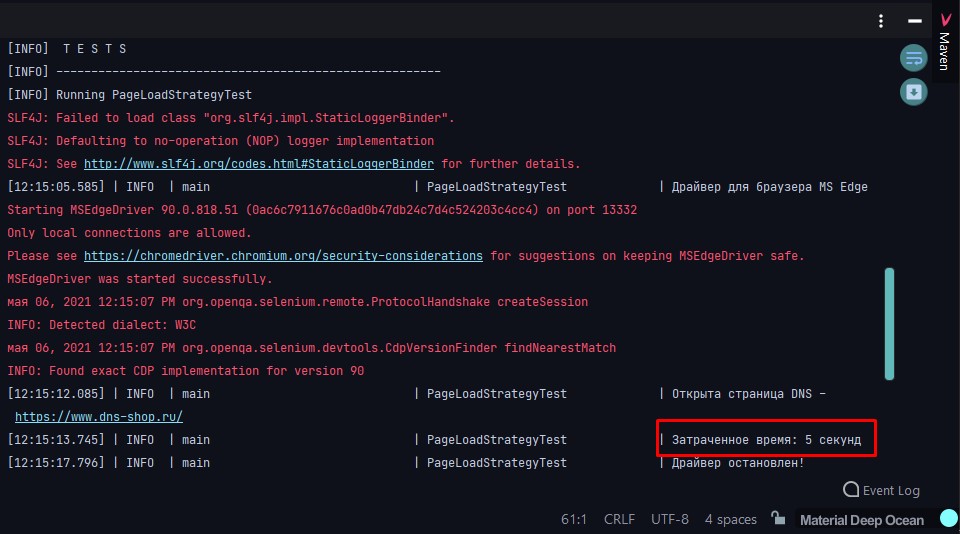 [INFO]  T E S T S
[INFO] -------------------------------------------------------
[INFO] Running PageLoadStrategyTest
SLF4J: Failed to load class "org.slf4j.impl.StaticLoggerBinder".
SLF4J: Defaulting to no-operation (NOP) logger implementation
SLF4J: See http://www.slf4j.org/codes.html#StaticLoggerBinder for further details.
[12:15:05.585] | INFO  | main                             | PageLoadStrategyTest             | Драйвер для браузера MS Edge
Starting MSEdgeDriver 90.0.818.51 (0ac6c7911676c0ad0b47db24c7d4c524203c4cc4) on port 13332
Only local connections are allowed.
Please see https://chromedriver.chromium.org/security-considerations for suggestions on keeping MSEdgeDriver safe.
MSEdgeDriver was started successfully.
мая 06, 2021 12:15:07 PM org.openqa.selenium.remote.ProtocolHandshake createSession
INFO: Detected dialect: W3C
мая 06, 2021 12:15:07 PM org.openqa.selenium.devtools.CdpVersionFinder findNearestMatch
INFO: Found exact CDP implementation for version 90
[12:15:12.085] | INFO  | main                             | PageLoadStrategyTest             | Открыта страница DNS –
https://www.dns-shop.ru/
[12:15:13.745] | INFO  | main                             | PageLoadStrategyTest             | Затраченное время: 5 секунд
[12:15:17.796] | INFO  | main                             | PageLoadStrategyTest             | Драйвер остановлен!
Maven
Event Log
61:1 CRLF UTF-8 4 spaces Material Deep Ocean